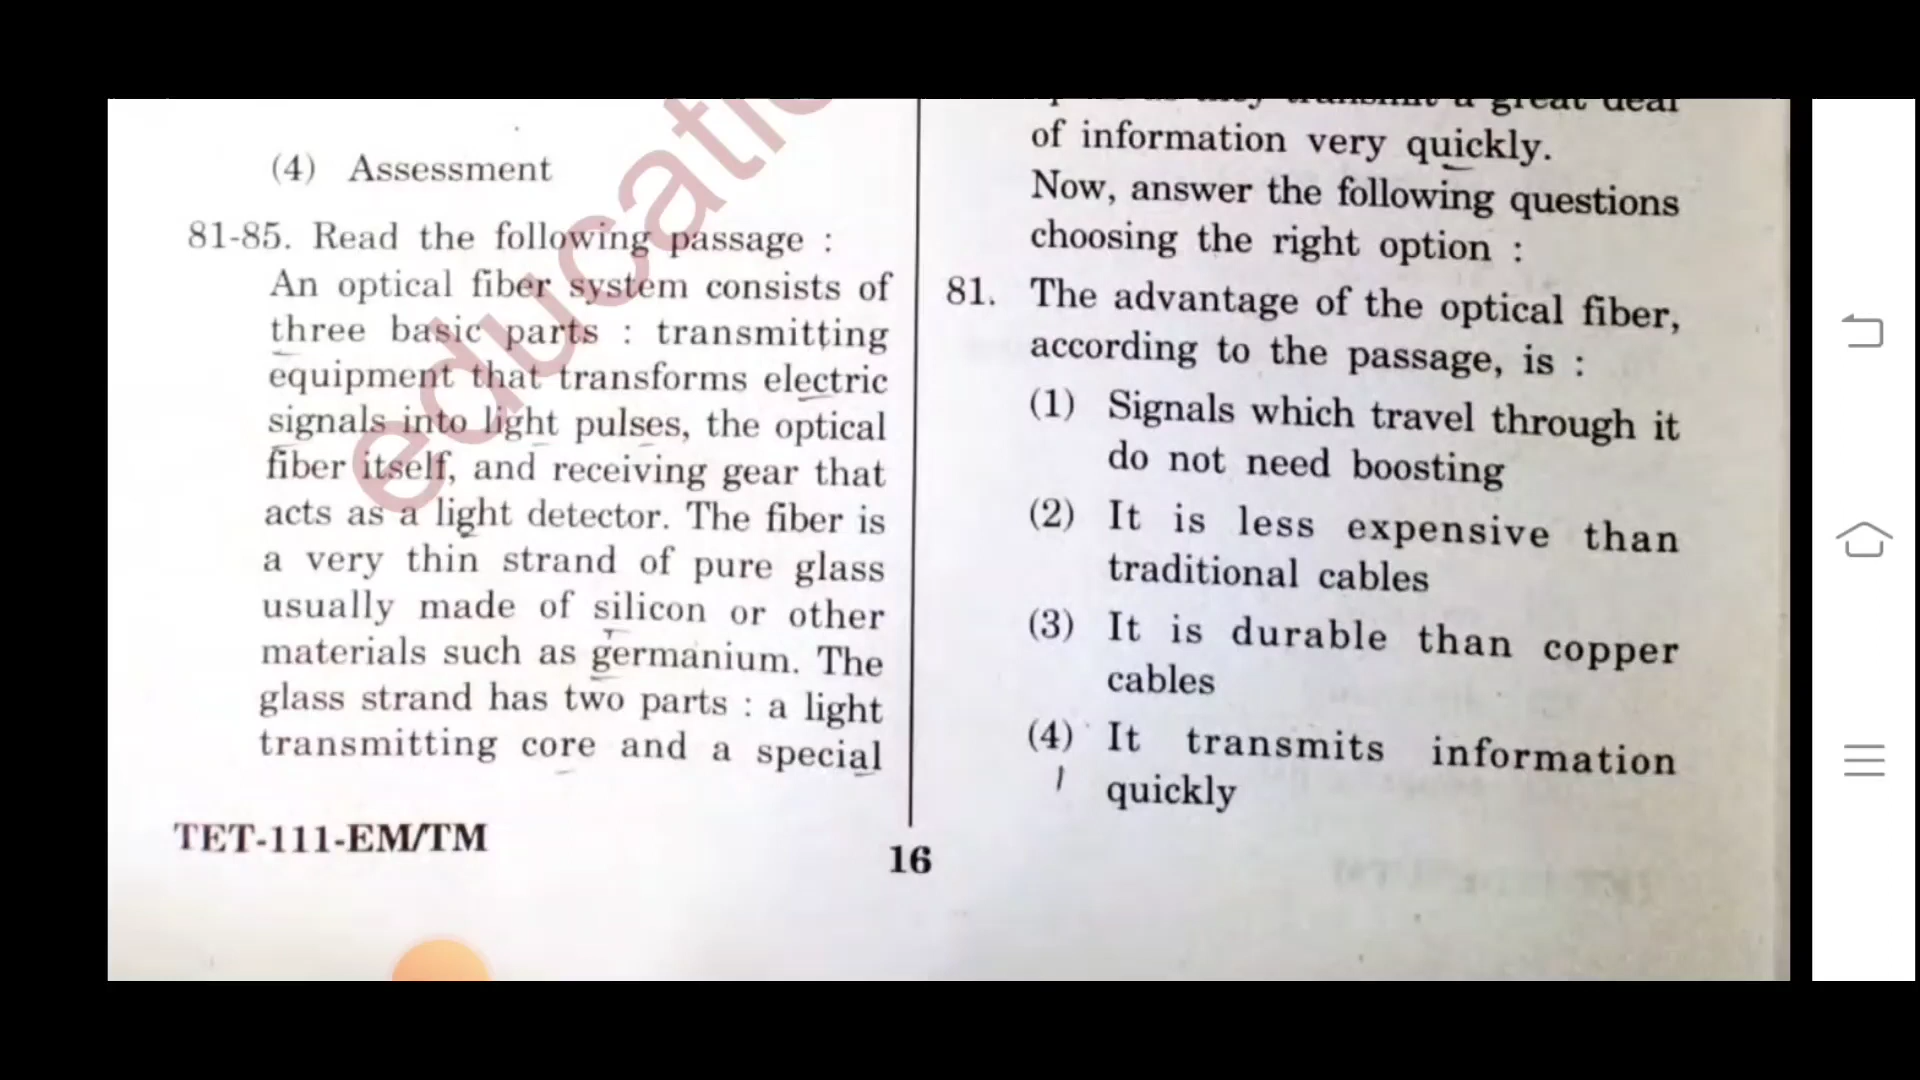 (4) Assessment
81-85. Read the following passage :
An optical fiber system consists of
three basic parts : transmitting
equipment that transforms electric
signals into light pulses, the optical
fiber itself, and receiving gear that
acts as a light detector. The fiber is
a very thin strand of pure glass
usually made of silicon or other
materials such as germanium. The
glass strand has two parts : a light
transmitting core and a special
TET-111-EM/TM
16
they transmit a great deal
of information very quickly.
Now, answer the following questions
choosing the right option :
81. The advantage of the optical fiber,
according to the passage, is :
(1) Signals which travel through it
do not need boosting
(2) It is less expensive than
traditional cables
(3) It is durable than copper
cables
(4) It transmits information
quickly